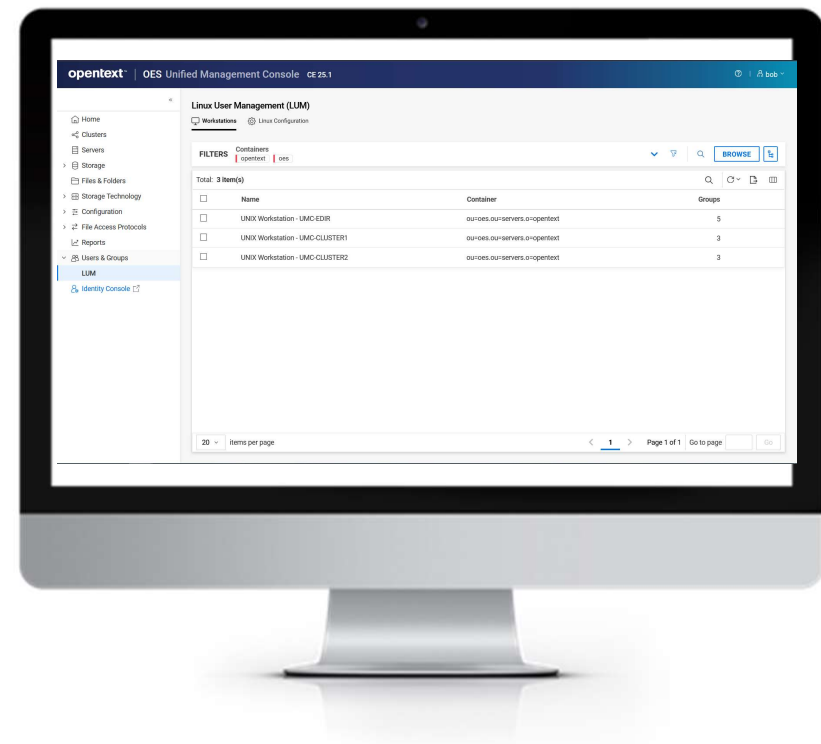 opentext™ | OES Unified Management Console CE 25.1
bob
Home
Clusters
Servers
Storage
Files & Folders
Storage Technology
Configuration
File Access Protocols
Reports
Users & Groups
LUM
Identity Console
Linux User Management (LUM)
Workstations Linux Configuration
FILTERS Containers
opentext oes
BROWSE
Total: 3 item(s)
Name Container Groups
UNIX Workstation - UMC-EDIR ou=oes.ou=servers.o=opentext 5
UNIX Workstation - UMC-CLUSTER1 ou=oes.ou=servers.o=opentext 3
UNIX Workstation - UMC-CLUSTER2 ou=oes.ou=servers.o=opentext 3
20 items per page < 1 > Page 1 of 1 Go to page Go